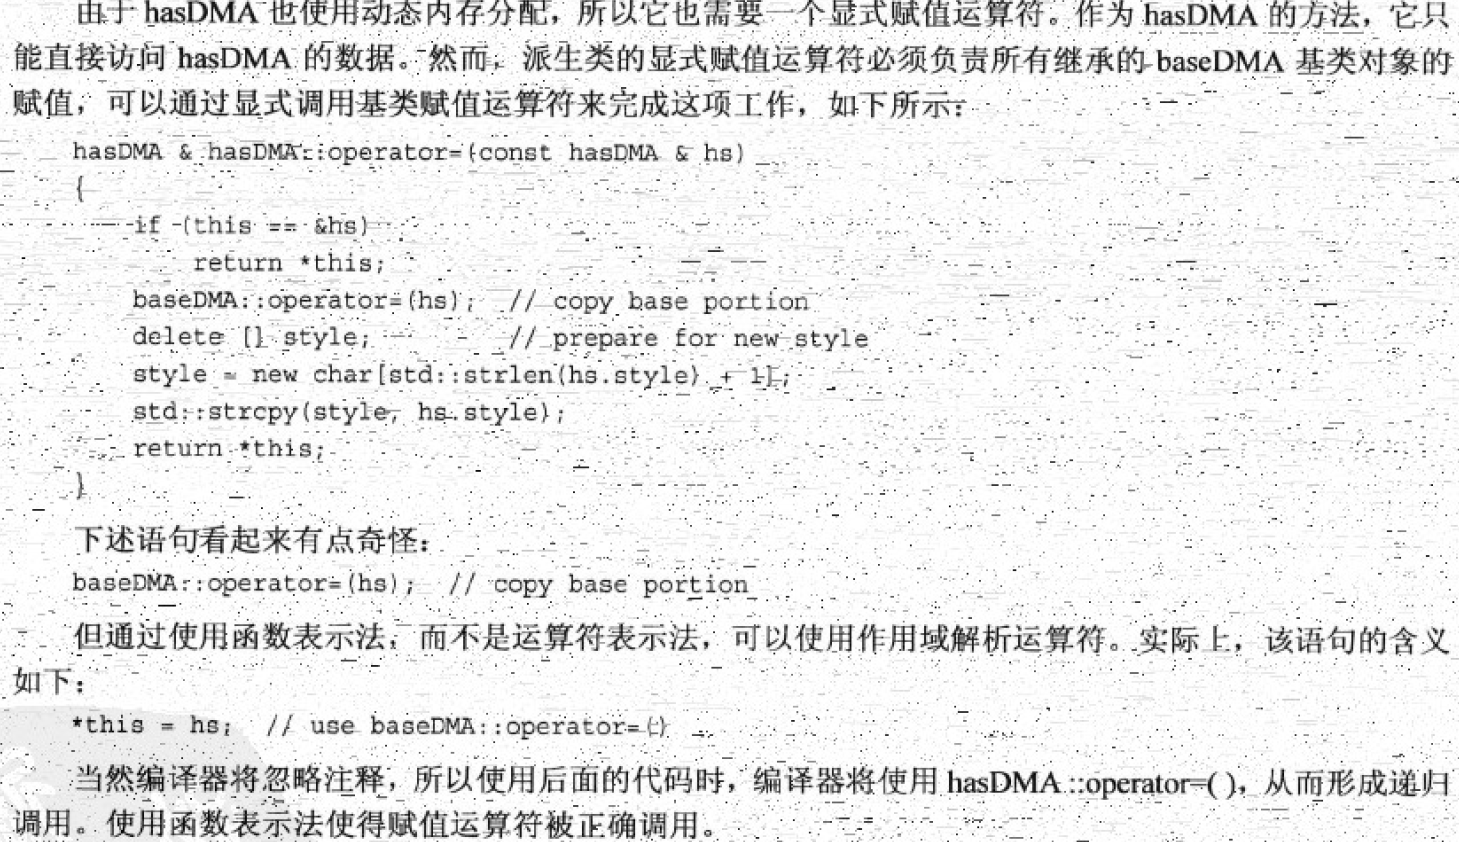 由于 hasDMA 也使用动态内存分配，所以它也需要一个显式赋值运算符。作为 hasDMA 的方法，它只
能直接访问 hasDMA 的数据。然而，派生类的显式赋值运算符必须负责所有继承的 baseDMA 基类对象的
赋值，可以通过显式调用基类赋值运算符来完成这项工作，如下所示：
hasDMA & hasDMA::operator=(const hasDMA & hs)
{
if (this == &hs)
return *this;
baseDMA::operator=(hs);  // copy base portion
delete [] style;  // prepare for new style
style = new char[std::strlen(hs.style) + 1];
std::strcpy(style, hs.style);
return *this;
}
下述语句看起来有点奇怪：
baseDMA::operator=(hs);  // copy base portion
但通过使用函数表示法，而不是运算符表示法，可以使用作用域解析运算符。实际上，该语句的含义
如下：
*this = hs;  // use baseDMA::operator=()
当然编译器将忽略注释，所以使用后面的代码时，编译器将使用 hasDMA ::operator=( )，从而形成递归
调用。使用函数表示法使得赋值运算符被正确调用。